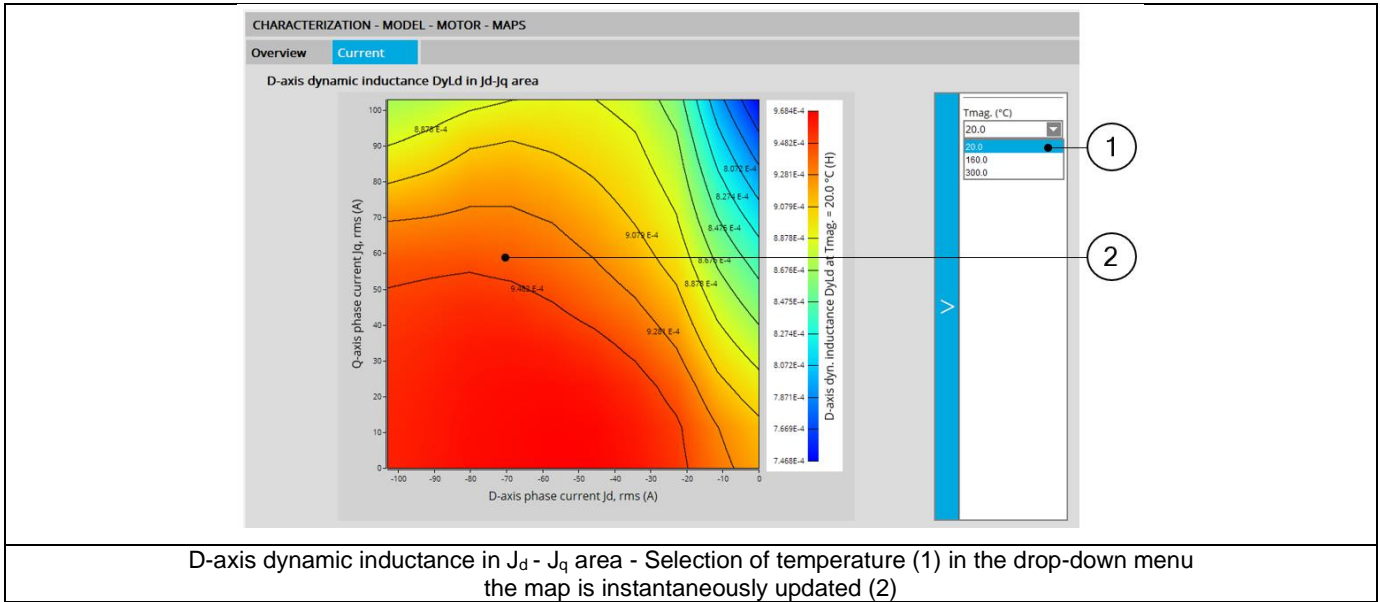 CHARACTERIZATION - MODEL - MOTOR - MAPS
Overview Current
D-axis dynamic inductance DyLd in Jd-Jq area
100
90
80
70
60
50
40
30
20
10
0
Q-axis phase current Jq, rms (A)
8.878 E-4
8.072 E-4
8.274 E-4
8.475 E-4
9.079 E-4
8.676 E-4
8.878 E-4
9.482 E-4
9.281 E-4
-100 -90 -80 -70 -60 -50 -40 -30 -20 -10 0
D-axis phase current Jd, rms (A)
9.684E-4
9.482E-4
9.281E-4
9.079E-4
8.878E-4
8.676E-4
8.475E-4
8.274E-4
8.072E-4
7.871E-4
7.669E-4
7.468E-4
D-axis dyn. inductance DyLd at Tmag. = 20.0 °C (H)
>
Tmag. (°C)
20.0
20.0
160.0
300.0
1
2
D-axis dynamic inductance in Jd - Jq area - Selection of temperature (1) in the drop-down menu
the map is instantaneously updated (2)